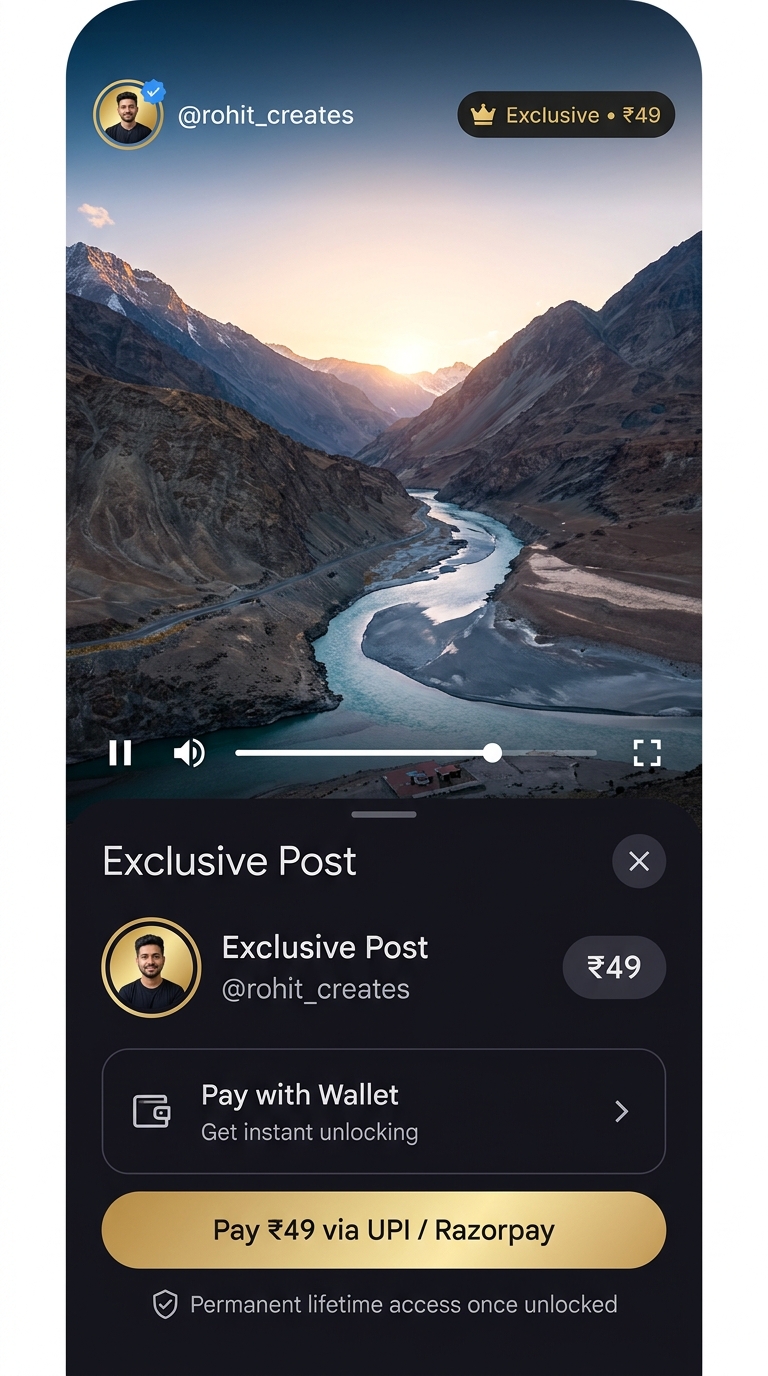 @rohit_creates
Exclusive • ₹49
Exclusive Post
Exclusive Post
@rohit_creates
₹49
Pay with Wallet
Get instant unlocking
Pay ₹49 via UPI / Razorpay
Permanent lifetime access once unlocked